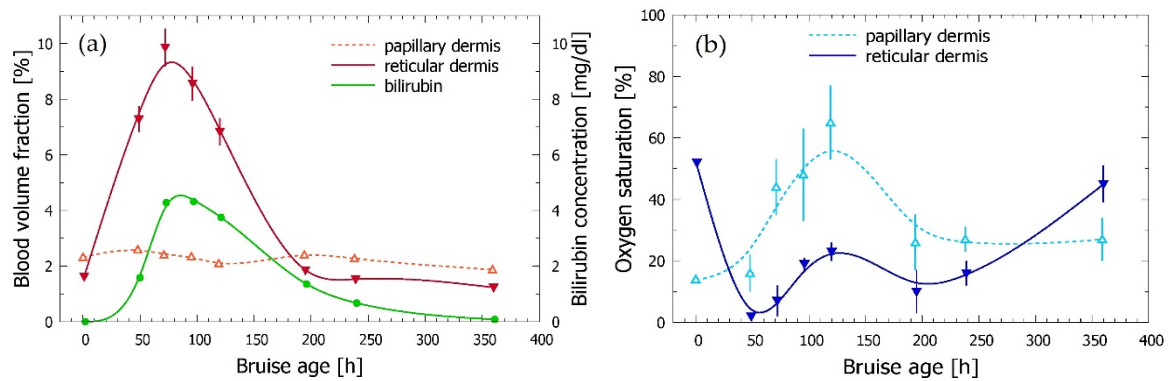 (a)
papillary dermis
reticular dermis
bilirubin
Blood volume fraction [%]
0
2
4
6
8
10
Bilirubin concentration [mg/dl]
0
2
4
6
8
10
0 50 100 150 200 250 300 350 400
Bruise age [h]
(b)
papillary dermis
reticular dermis
Oxygen saturation [%]
100
80
60
40
20
0
0 50 100 150 200 250 300 350 400
Bruise age [h]